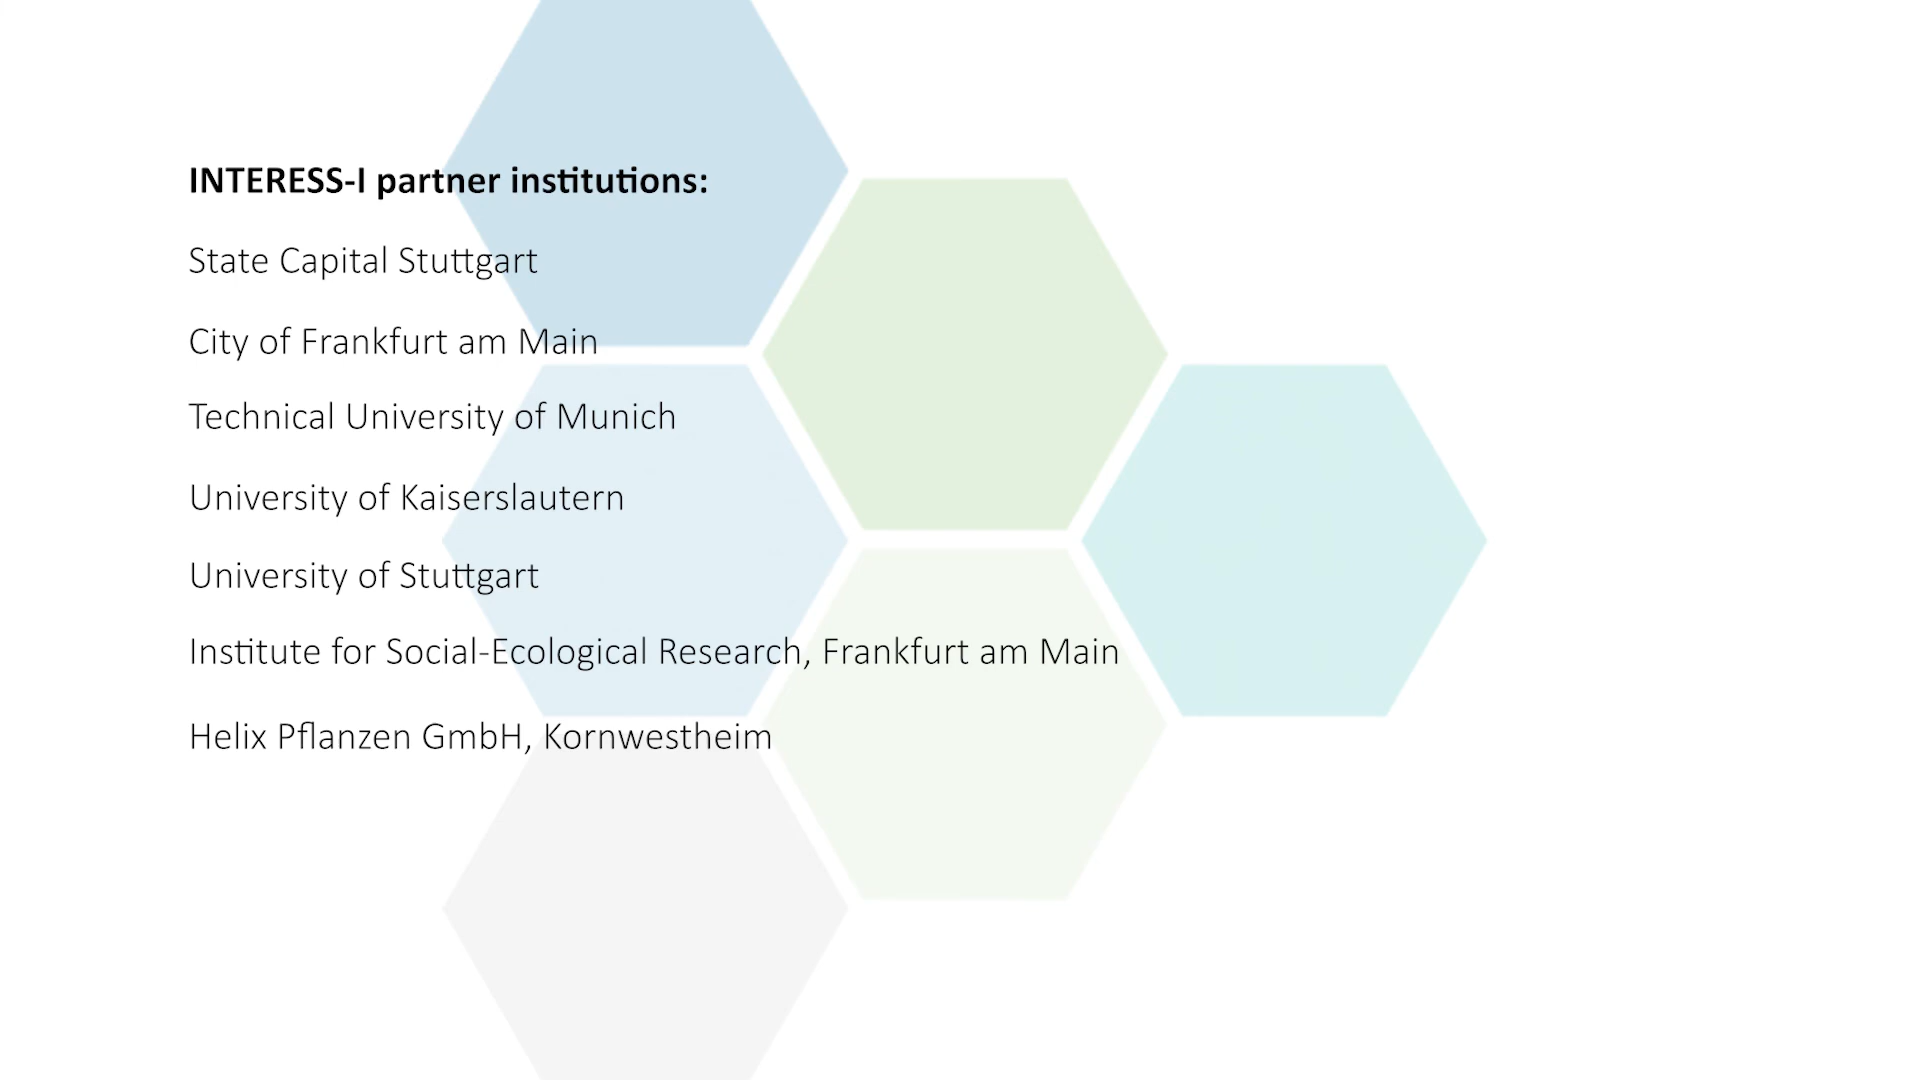 INTERESS-I partner institutions:
State Capital Stuttgart
City of Frankfurt am Main
Technical University of Munich
University of Kaiserslautern
University of Stuttgart
Institute for Social-Ecological Research, Frankfurt am Main
Helix Pflanzen GmbH, Kornwestheim